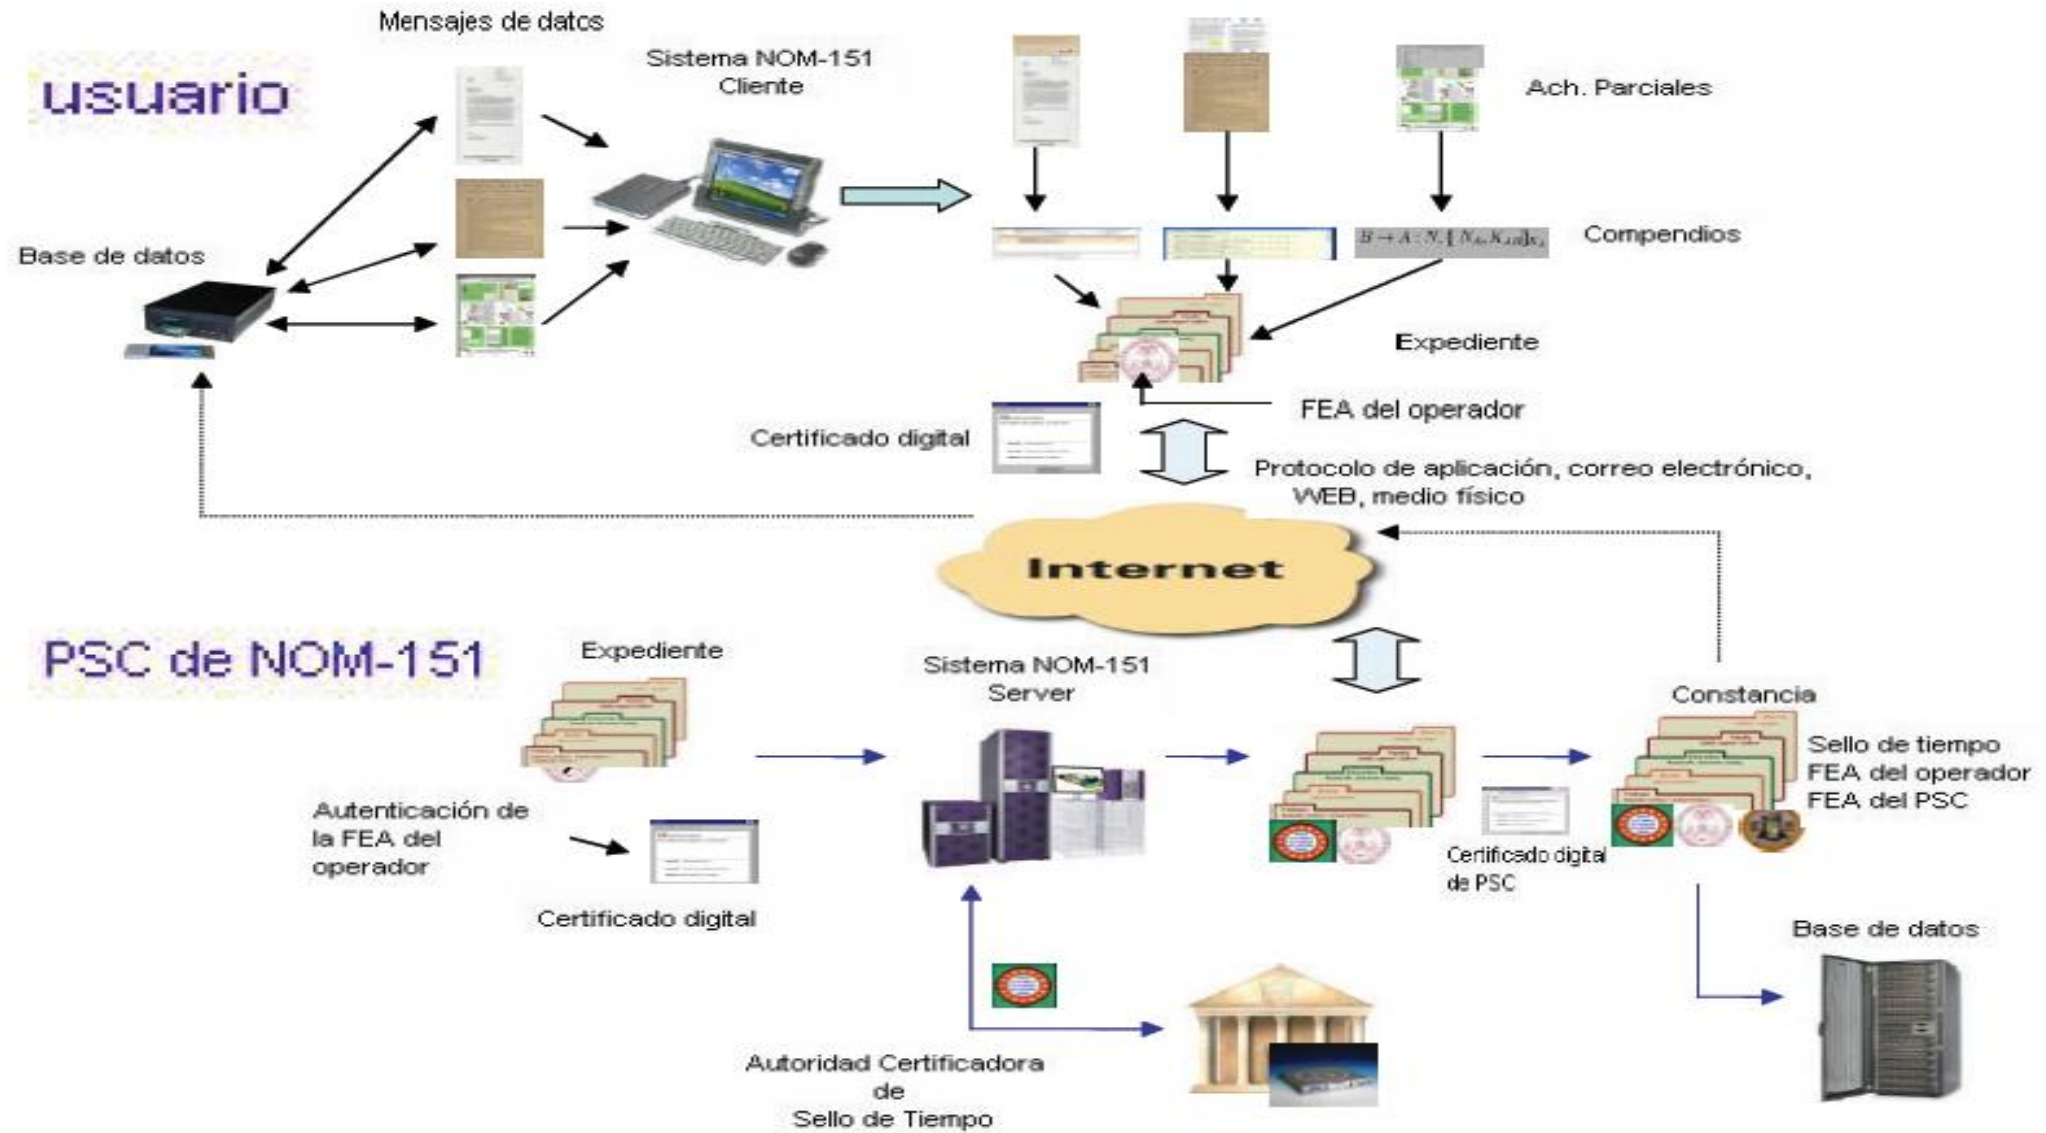 usuario
Mensajes de datos
Sistema NOM-151
Cliente
Ach. Parciales
Base de datos
Compendios
Expediente
FEA del operador
Certificado digital
Protocolo de aplicación, correo electrónico,
WEB, medio físico
Internet
PSC de NOM-151
Expediente
Sistema NOM-151
Server
Constancia
Sello de tiempo
FEA del operador
FEA del PSC
Autenticación de
la FEA del
operador
Certificado digital
de PSC
Certificado digital
Base de datos
Autoridad Certificadora
de
Sello de Tiempo